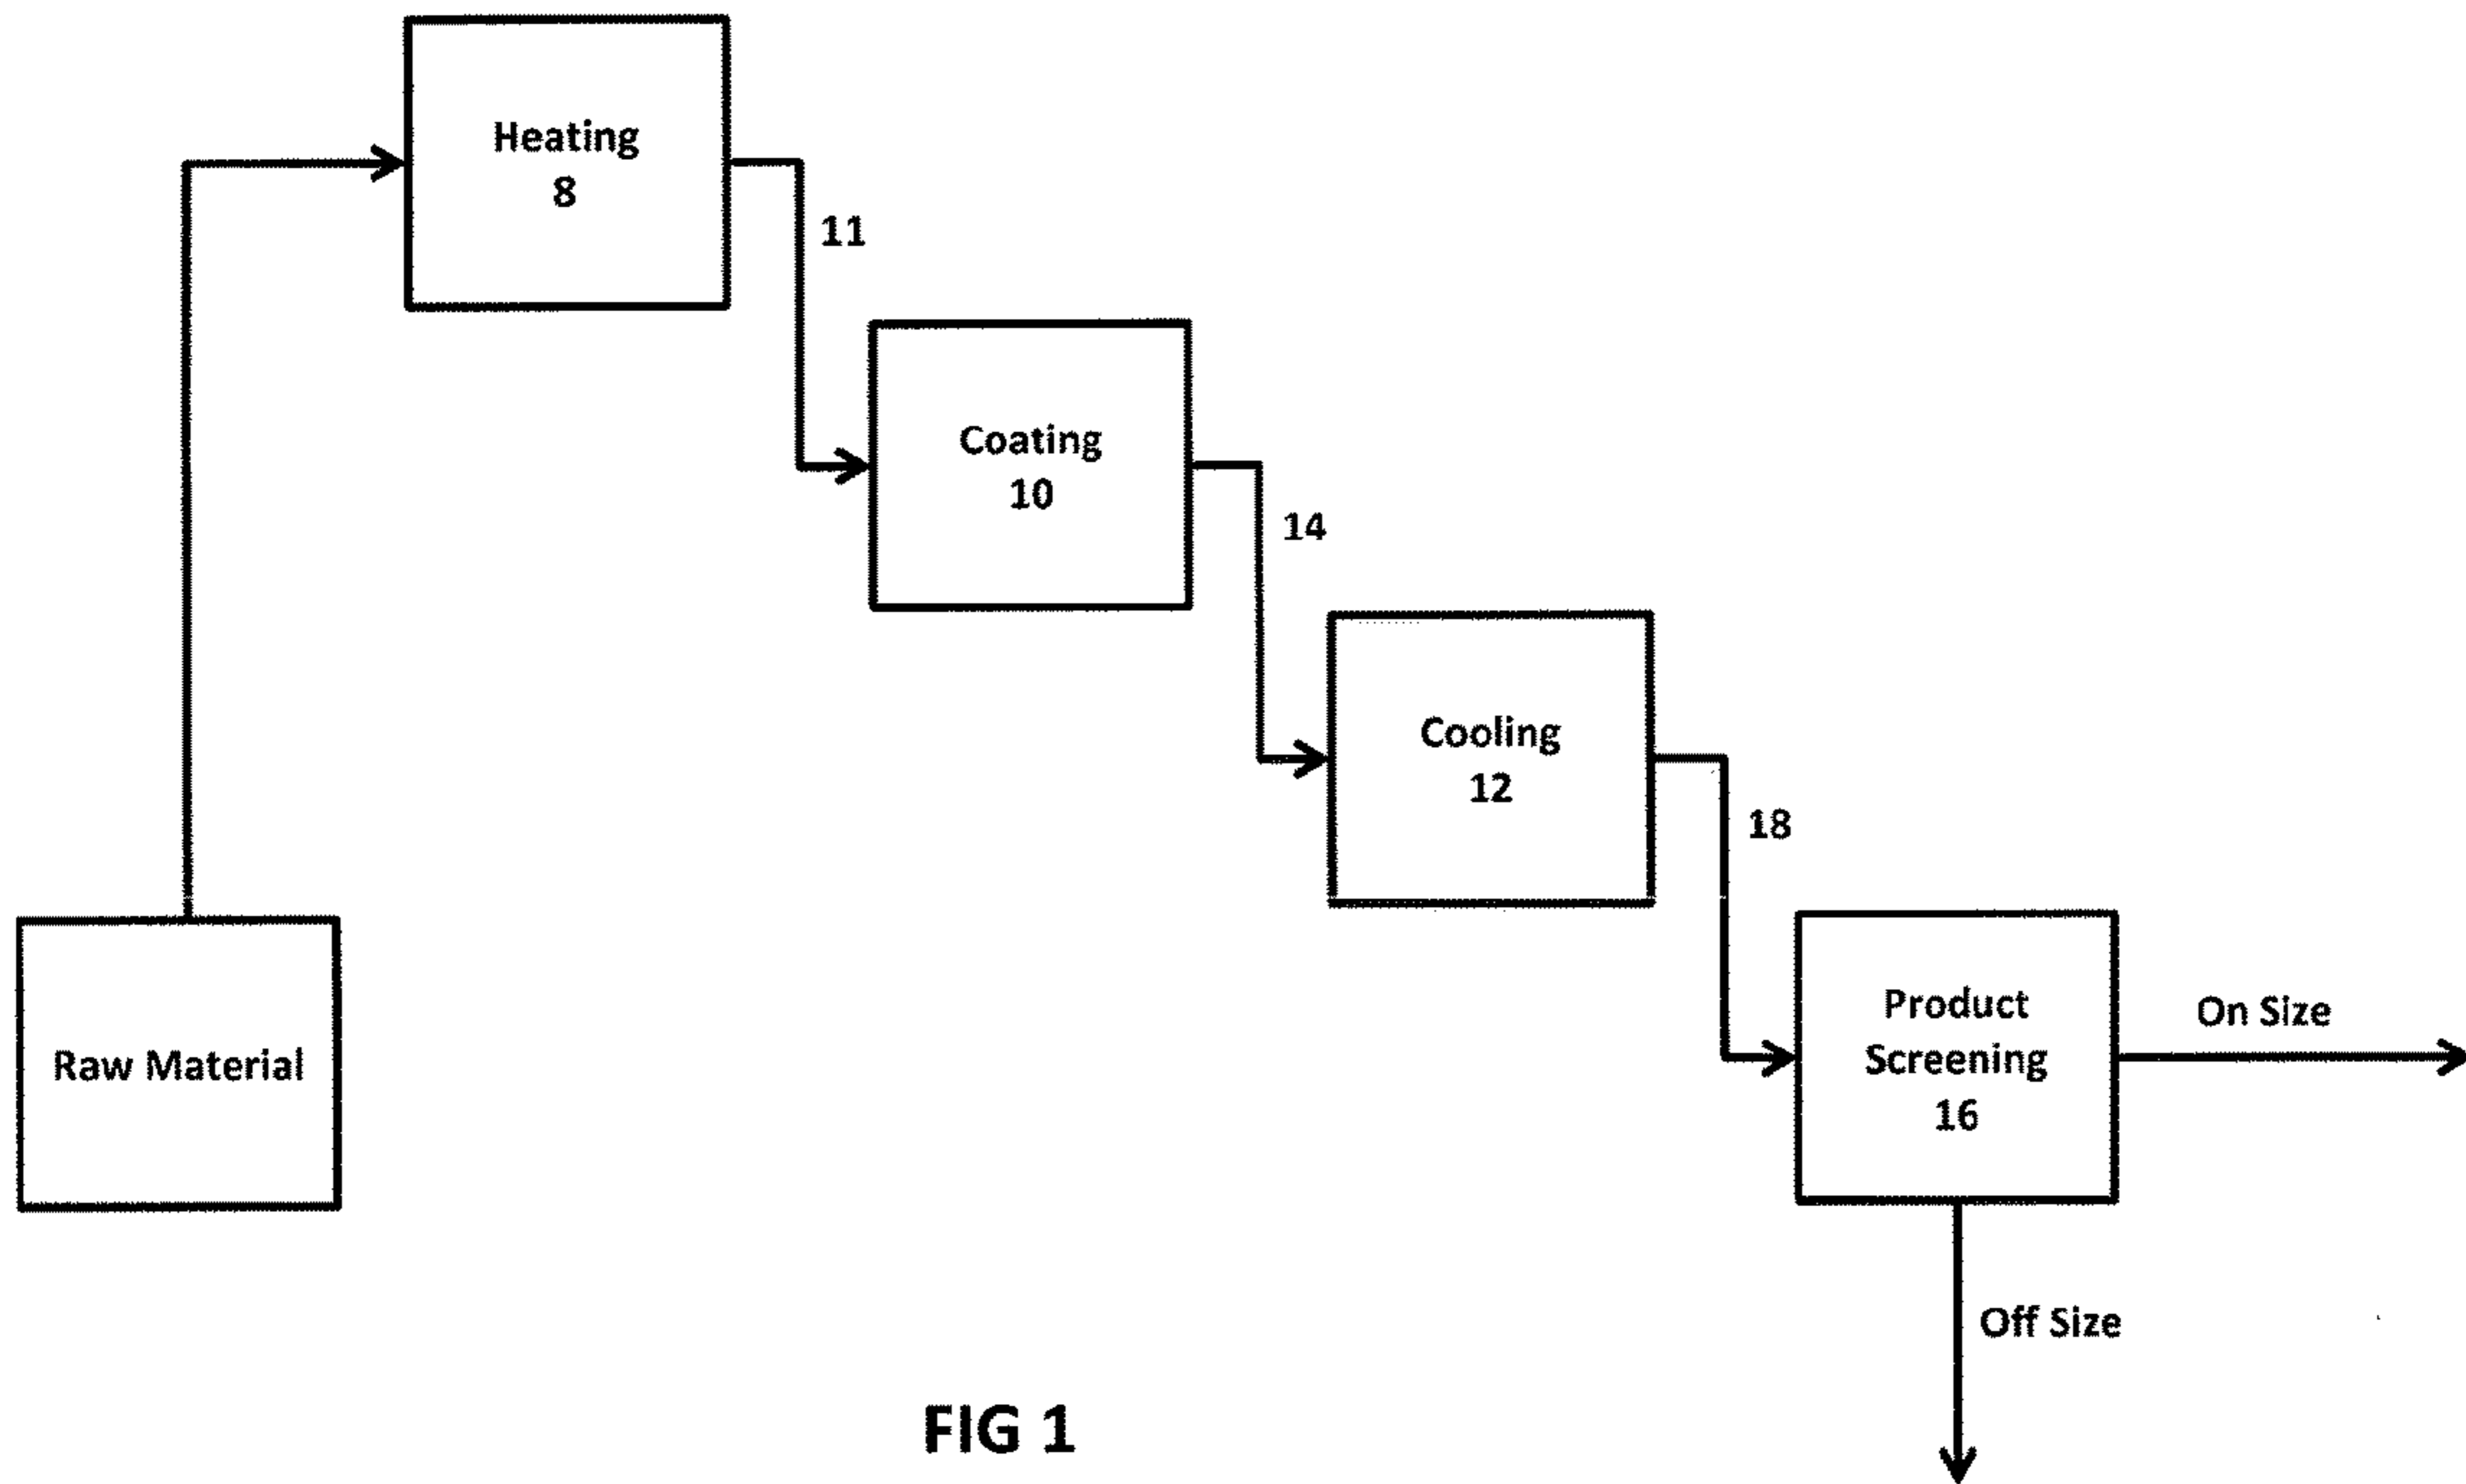 Heating
8
11
Coating
10
14
Cooling
12
18
Raw Material
Product
Screening
16
On Size
Off Size
FIG 1